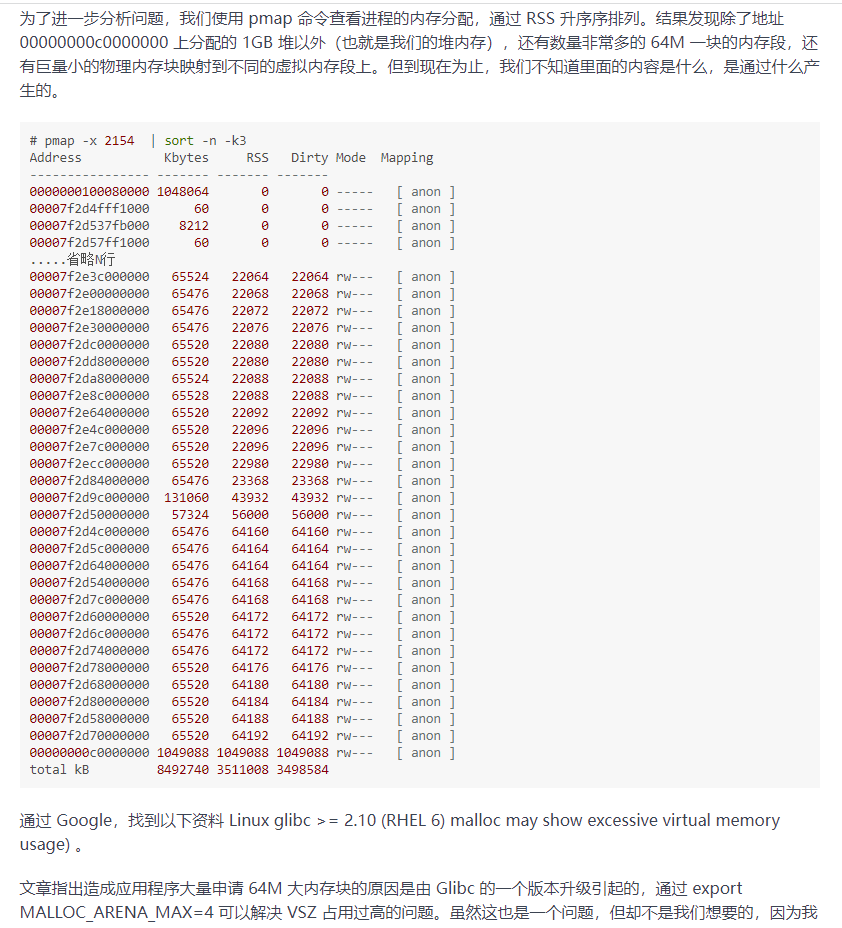 为了进一步分析问题，我们使用 pmap 命令查看进程的内存分配，通过 RSS 升序序排列。结果发现除了地址
00000000c0000000 上分配的 1GB 堆以外（也就是我们的堆内存），还有数量非常多的 64M 一块的内存段，还
有巨量小的物理内存块映射到不同的虚拟内存段上。但到现在为止，我们不知道里面的内容是什么，是通过什么产
生的。
# pmap -x 2154  | sort -n -k3
Address           Kbytes     RSS   Dirty Mode  Mapping
---------------- ------- ------- -------
0000000100080000 1048064       0       0 -----   [ anon ]
00007f2d4fff1000      60       0       0 -----   [ anon ]
00007f2d537fb000    8212       0       0 -----   [ anon ]
00007f2d57ff1000      60       0       0 -----   [ anon ]
.....省略N行
00007f2e3c000000   65524   22064   22064 rw---   [ anon ]
00007f2e00000000   65476   22068   22068 rw---   [ anon ]
00007f2e18000000   65476   22072   22072 rw---   [ anon ]
00007f2e30000000   65476   22076   22076 rw---   [ anon ]
00007f2dc0000000   65520   22080   22080 rw---   [ anon ]
00007f2dd8000000   65520   22080   22080 rw---   [ anon ]
00007f2da8000000   65524   22088   22088 rw---   [ anon ]
00007f2e8c000000   65528   22088   22088 rw---   [ anon ]
00007f2e64000000   65520   22092   22092 rw---   [ anon ]
00007f2e4c000000   65520   22096   22096 rw---   [ anon ]
00007f2e7c000000   65520   22096   22096 rw---   [ anon ]
00007f2ecc000000   65520   22980   22980 rw---   [ anon ]
00007f2d84000000   65476   23368   23368 rw---   [ anon ]
00007f2d9c000000  131060   43932   43932 rw---   [ anon ]
00007f2d50000000   57324   56000   56000 rw---   [ anon ]
00007f2d4c000000   65476   64160   64160 rw---   [ anon ]
00007f2d5c000000   65476   64164   64164 rw---   [ anon ]
00007f2d64000000   65476   64164   64164 rw---   [ anon ]
00007f2d54000000   65476   64168   64168 rw---   [ anon ]
00007f2d7c000000   65476   64168   64168 rw---   [ anon ]
00007f2d60000000   65520   64172   64172 rw---   [ anon ]
00007f2d6c000000   65476   64172   64172 rw---   [ anon ]
00007f2d74000000   65476   64172   64172 rw---   [ anon ]
00007f2d78000000   65520   64176   64176 rw---   [ anon ]
00007f2d68000000   65520   64180   64180 rw---   [ anon ]
00007f2d80000000   65520   64184   64184 rw---   [ anon ]
00007f2d58000000   65520   64188   64188 rw---   [ anon ]
00007f2d70000000   65520   64192   64192 rw---   [ anon ]
00000000c0000000 1049088 1049088 1049088 rw---   [ anon ]
total kB         8492740 3511008 3498584
通过 Google，找到以下资料 Linux glibc >= 2.10 (RHEL 6) malloc may show excessive virtual memory
usage) 。
文章指出造成应用程序大量申请 64M 大内存块的原因是由 Glibc 的一个版本升级引起的，通过 export
MALLOC_ARENA_MAX=4 可以解决 VSZ 占用过高的问题。虽然这也是一个问题，但却不是我们想要的，因为我